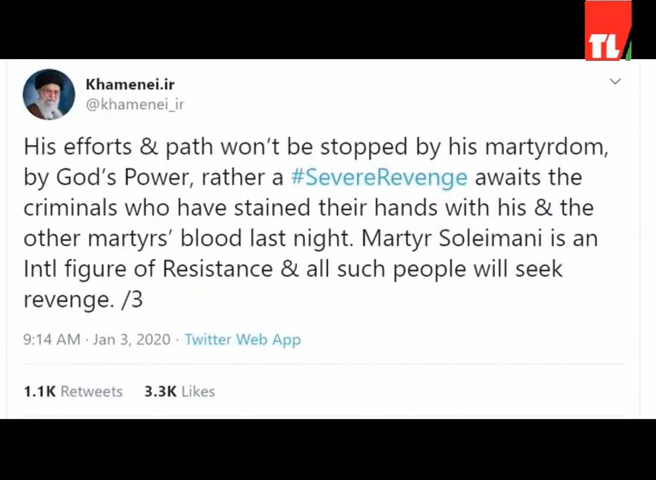 TL
Khamenei.ir
@khamenei_ir
His efforts & path won't be stopped by his martyrdom,
by God's Power, rather a #SevereRevenge awaits the
criminals who have stained their hands with his & the
other martyrs' blood last night. Martyr Soleimani is an
Intl figure of Resistance & all such people will seek
revenge. /3
9:14 AM · Jan 3, 2020 · Twitter Web App
1.1K Retweets 3.3K Likes